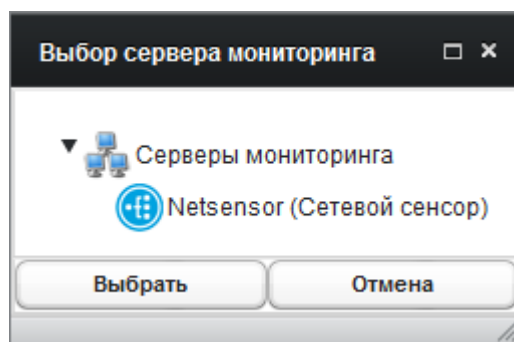 Выбор сервера мониторинга
Серверы мониторинга
Netsensor (Сетевой сенсор)
Выбрать Отмена